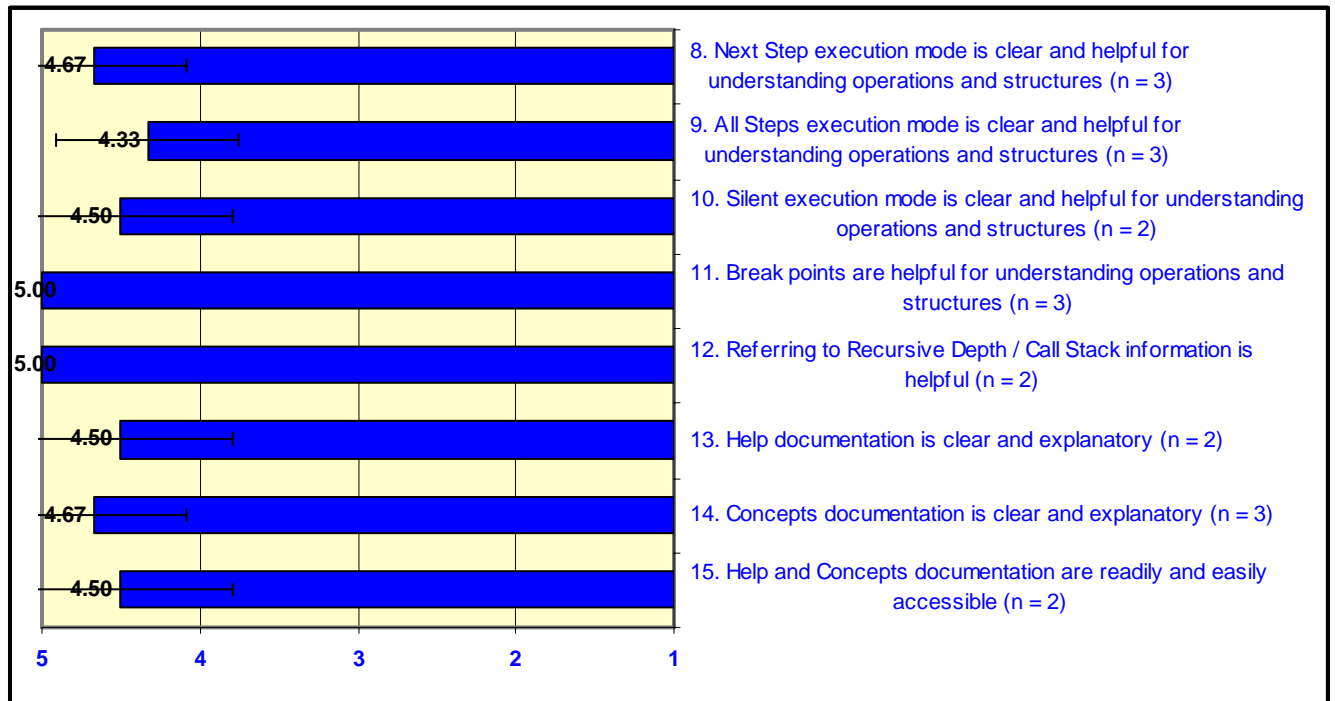 4.67
8. Next Step execution mode is clear and helpful for
understanding operations and structures (n = 3)
4.33
9. All Steps execution mode is clear and helpful for
understanding operations and structures (n = 3)
4.50
10. Silent execution mode is clear and helpful for understanding
operations and structures (n = 2)
5.00
11. Break points are helpful for understanding operations and
structures (n = 3)
5.00
12. Referring to Recursive Depth / Call Stack information is
helpful (n = 2)
4.50
13. Help documentation is clear and explanatory (n = 2)
4.67
14. Concepts documentation is clear and explanatory (n = 3)
4.50
15. Help and Concepts documentation are readily and easily
accessible (n = 2)
5 4 3 2 1